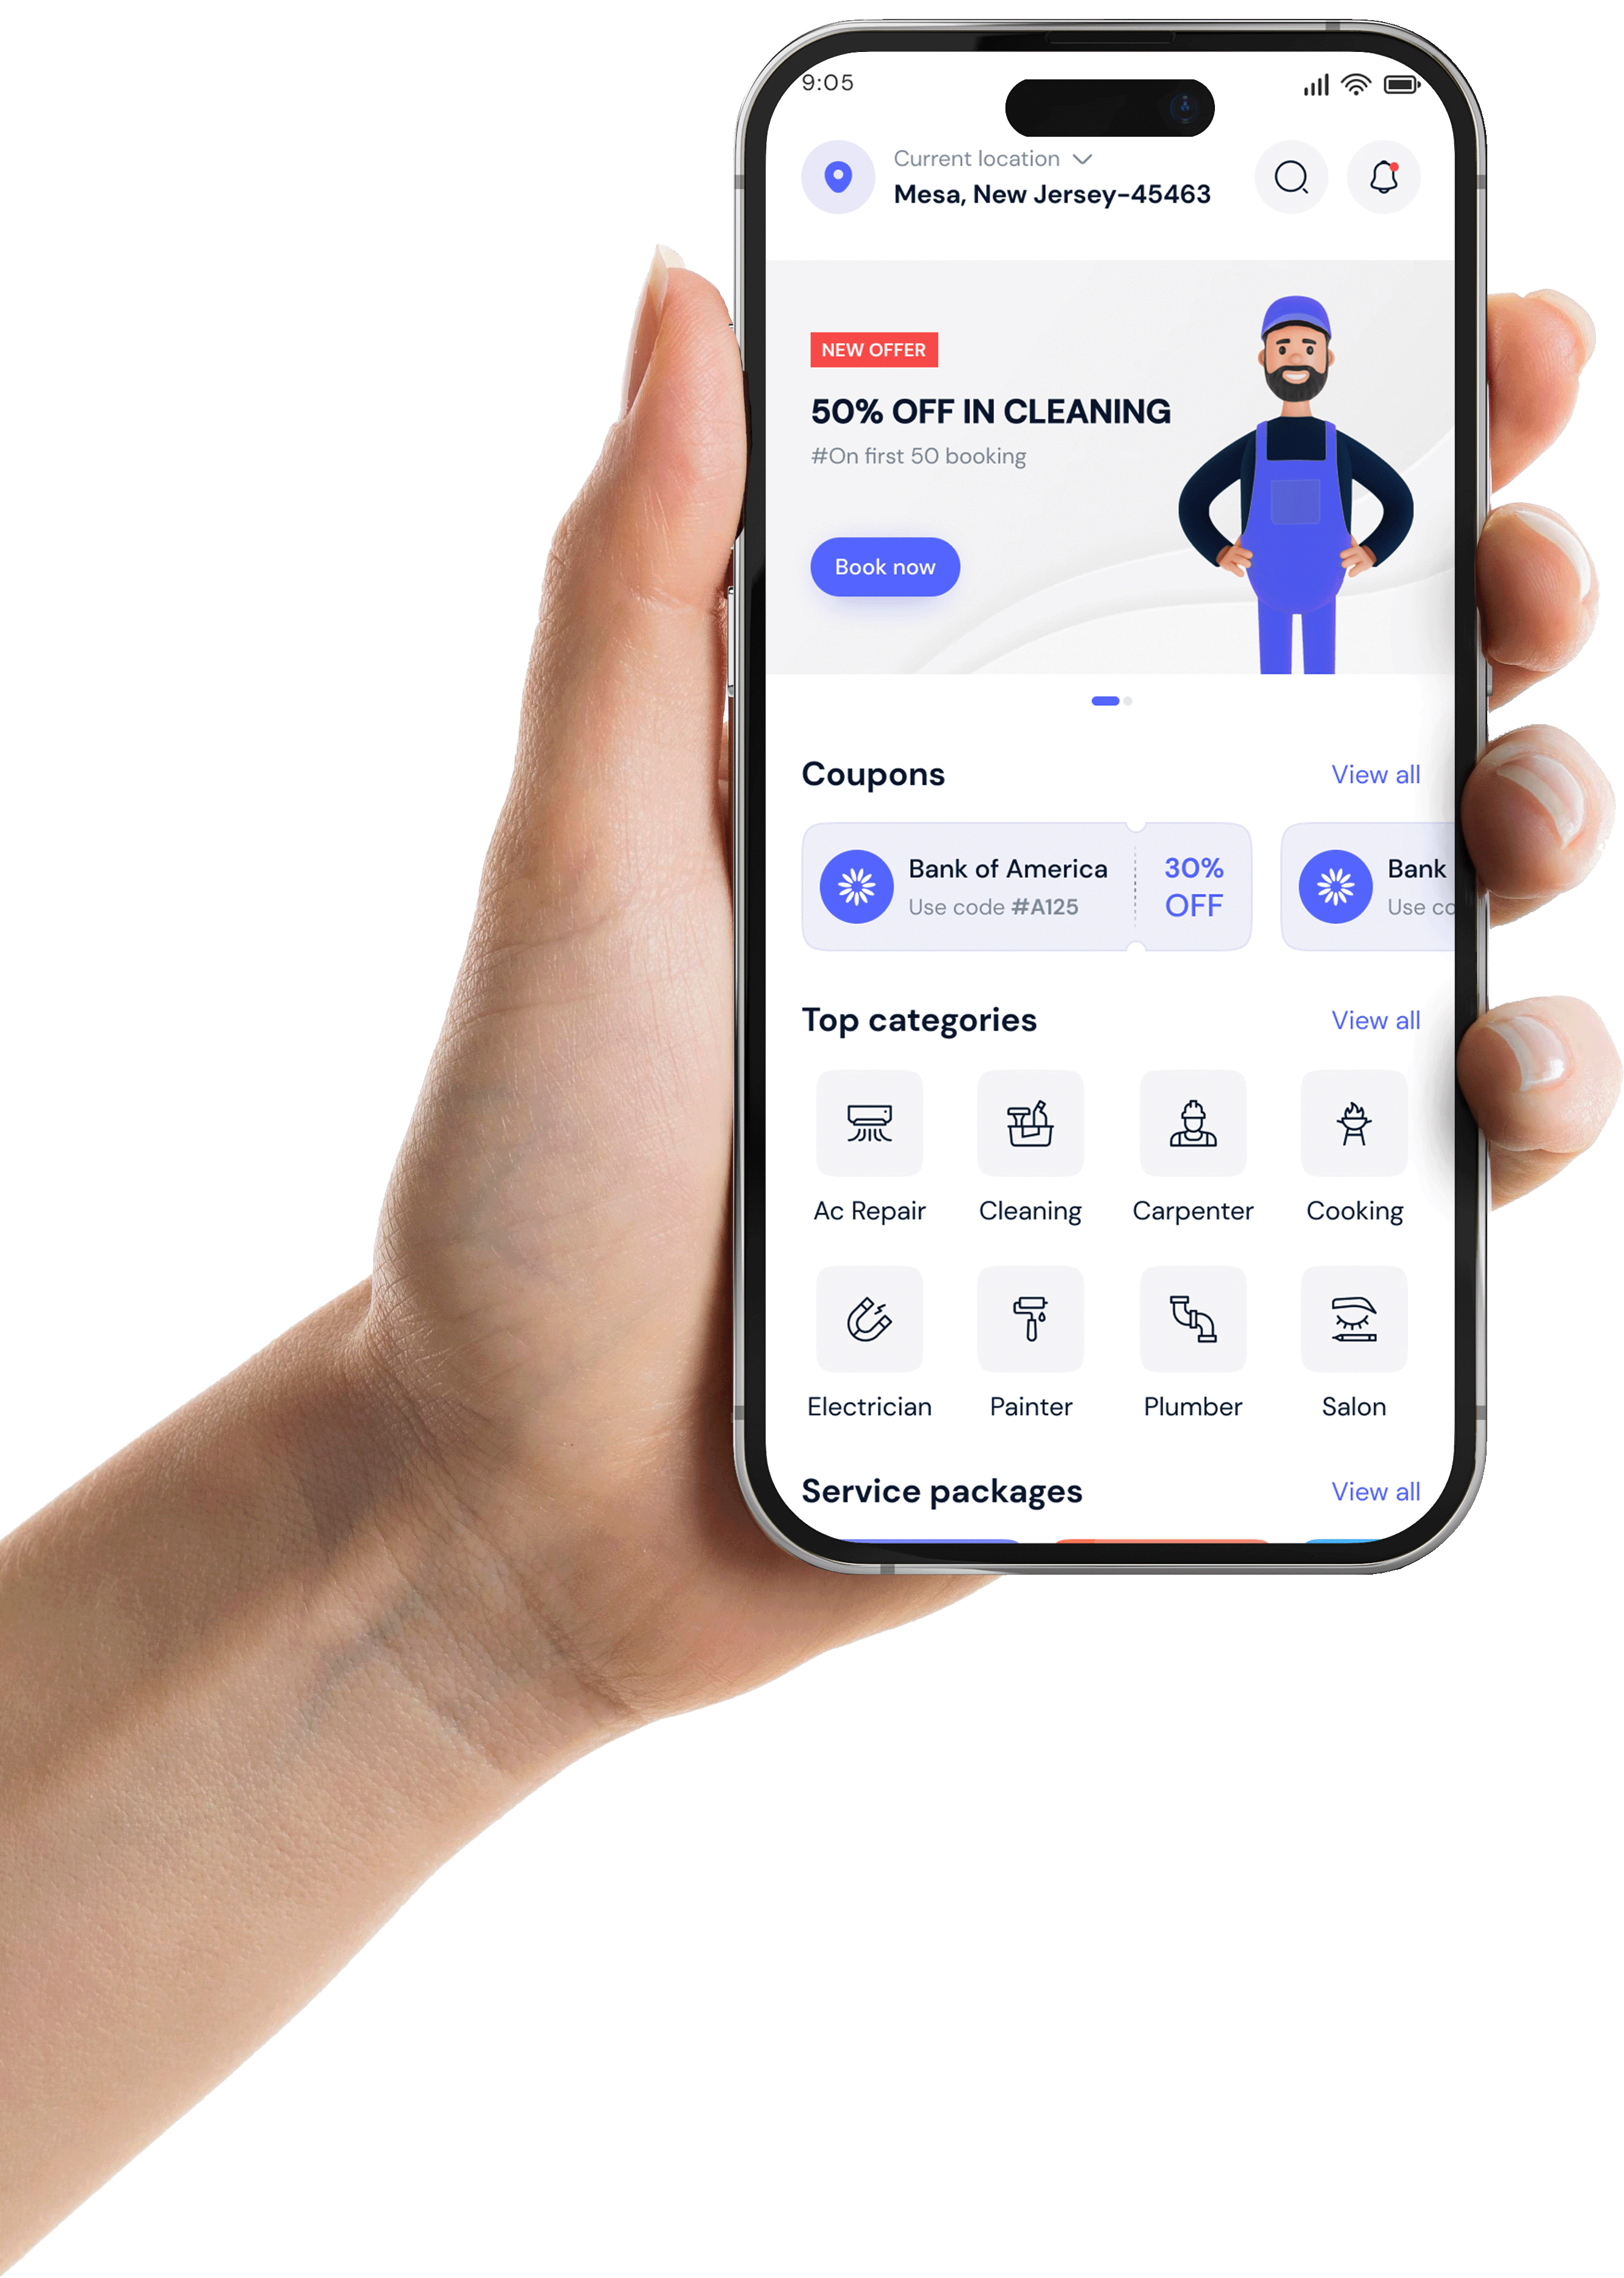 9:05
Current location
Mesa, New Jersey-45463
NEW OFFER
50% OFF IN CLEANING
#On first 50 booking
Book now
Coupons View all
Bank of America 30% Bank
Use code #A125 OFF Use
Top categories View all
Ac Repair Cleaning Carpenter Cooking
Electrician Painter Plumber Salon
Service packages View all